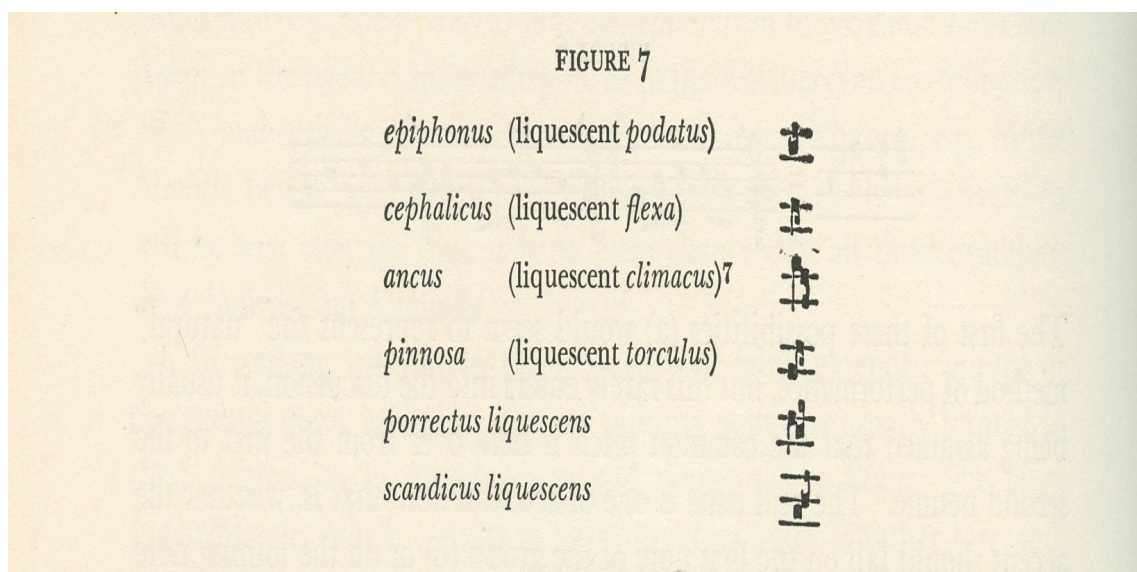 FIGURE 7
epiphonus (liquescent podatus)
cephalicus (liquescent flexa)
ancus (liquescent climacus)7
pinnosa (liquescent torculus)
porrectus liquescens
scandicus liquescens